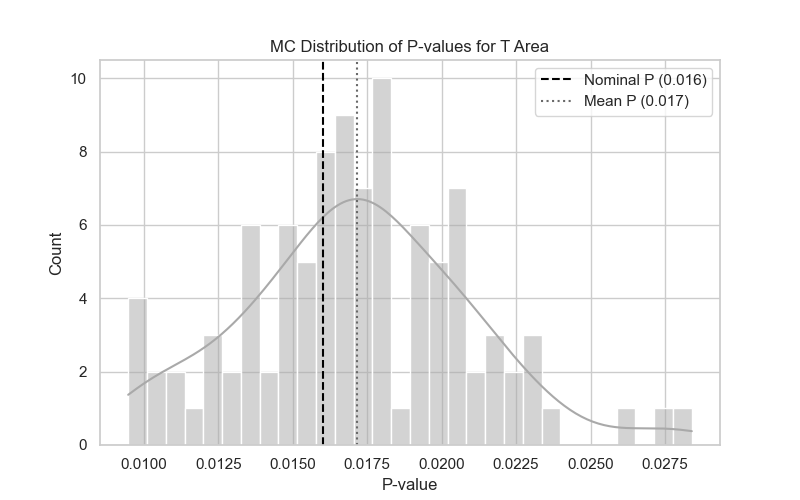 MC Distribution of P-values for T Area
Nominal P (0.016)
Mean P (0.017)
Count
10
8
6
4
2
0
0.0100 0.0125 0.0150 0.0175 0.0200 0.0225 0.0250 0.0275
P-value